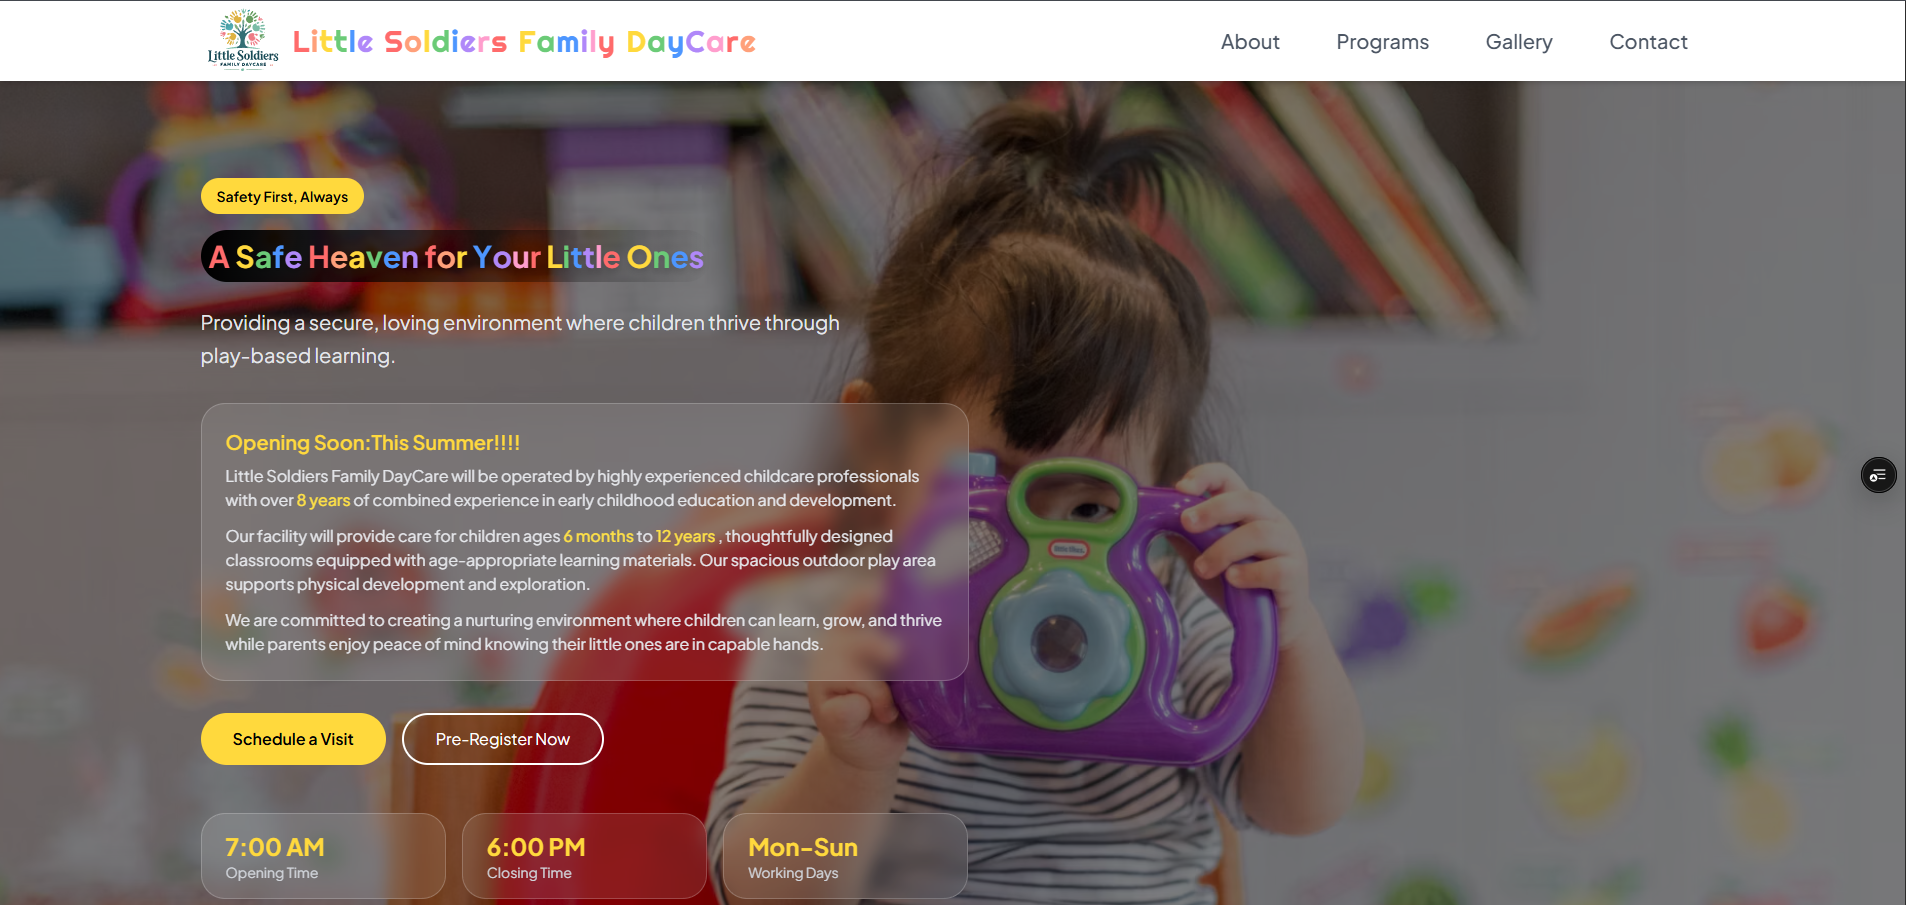 Little Soldiers
FAMILY DAYCARE
Little Soldiers Family DayCare
About
Programs
Gallery
Contact
Safety First, Always
A Safe Heaven for Your Little Ones
Providing a secure, loving environment where children thrive through
play-based learning.
Opening Soon:This Summer!!!!
Little Soldiers Family DayCare will be operated by highly experienced childcare professionals
with over 8 years of combined experience in early childhood education and development.
Our facility will provide care for children ages 6 months to 12 years , thoughtfully designed
classrooms equipped with age-appropriate learning materials. Our spacious outdoor play area
supports physical development and exploration.
We are committed to creating a nurturing environment where children can learn, grow, and thrive
while parents enjoy peace of mind knowing their little ones are in capable hands.
Schedule a Visit
Pre-Register Now
7:00 AM
Opening Time
6:00 PM
Closing Time
Mon-Sun
Working Days